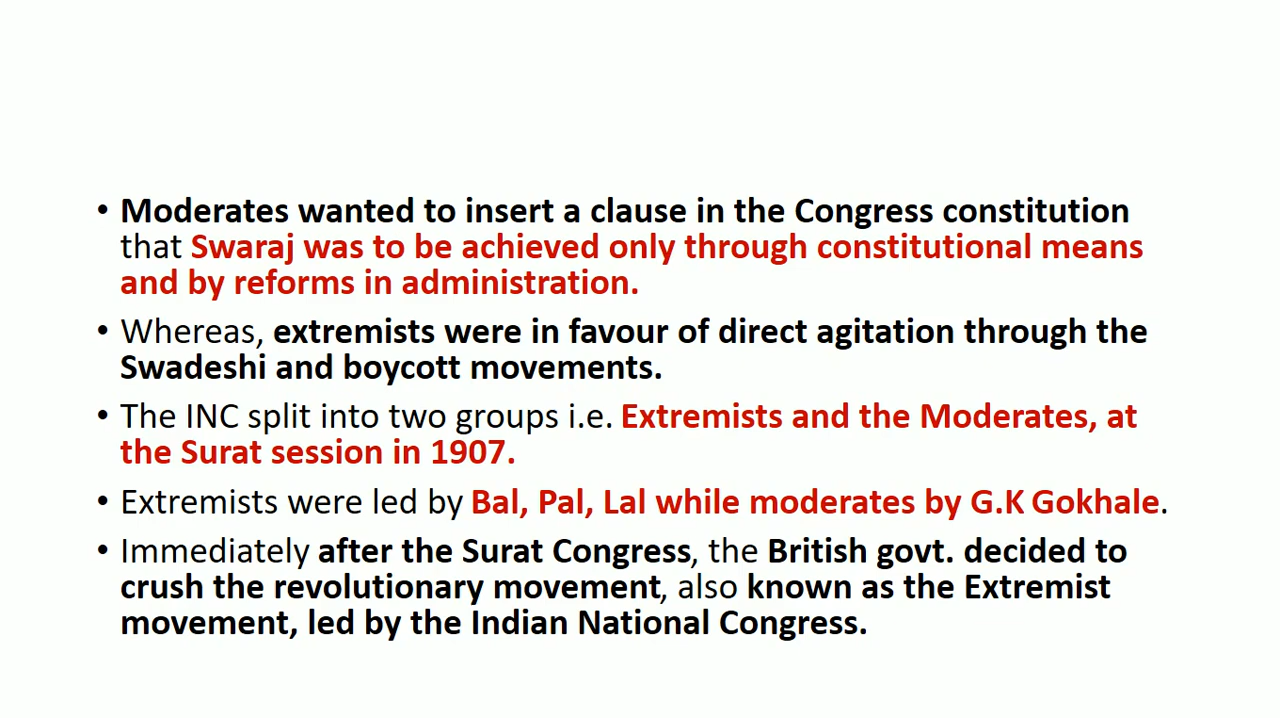 • Moderates wanted to insert a clause in the Congress constitution
that Swaraj was to be achieved only through constitutional means
and by reforms in administration.
• Whereas, extremists were in favour of direct agitation through the
Swadeshi and boycott movements.
• The INC split into two groups i.e. Extremists and the Moderates, at
the Surat session in 1907.
• Extremists were led by Bal, Pal, Lal while moderates by G.K Gokhale.
• Immediately after the Surat Congress, the British govt. decided to
crush the revolutionary movement, also known as the Extremist
movement, led by the Indian National Congress.